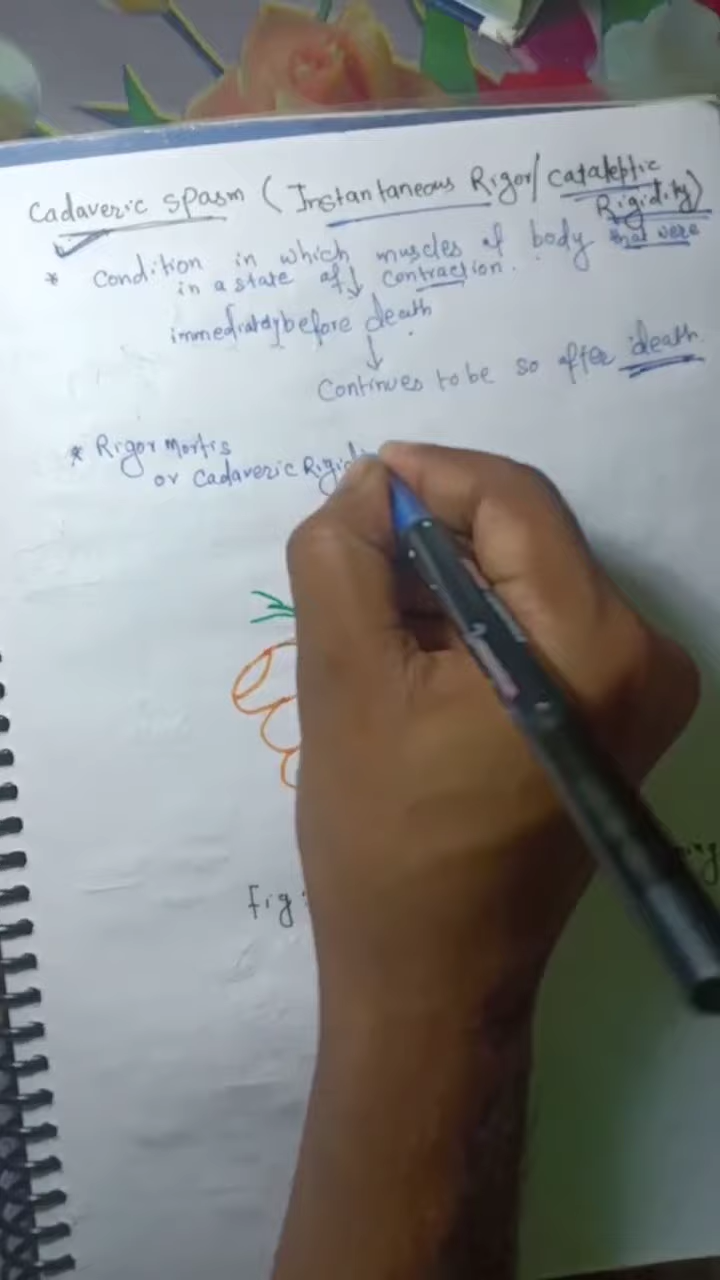 Cadaveric spasm ( Instantaneous Rigor/ Cataleptic
Rigidity)
* Condition in which muscles of body that were
in a state of contraction.
immediately before death
Continues to be so after death.
* Rigor Mortis
or Cadaveric Rigid
Fig: